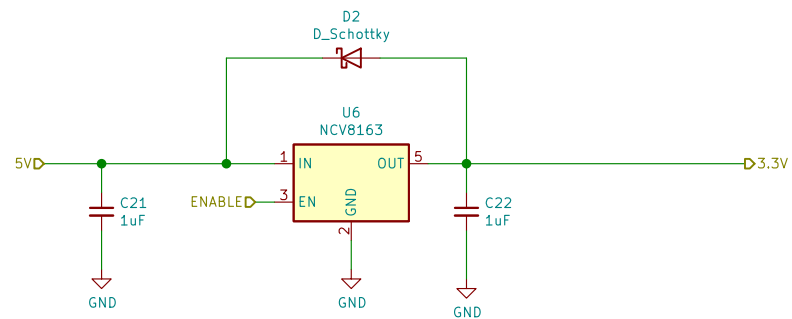 D2
D_Schottky
U6
NCV8163
5V
1
IN
OUT
5
3.3V
ENABLE
3
EN
GND
2
C21
1uF
C22
1uF
GND
GND
GND